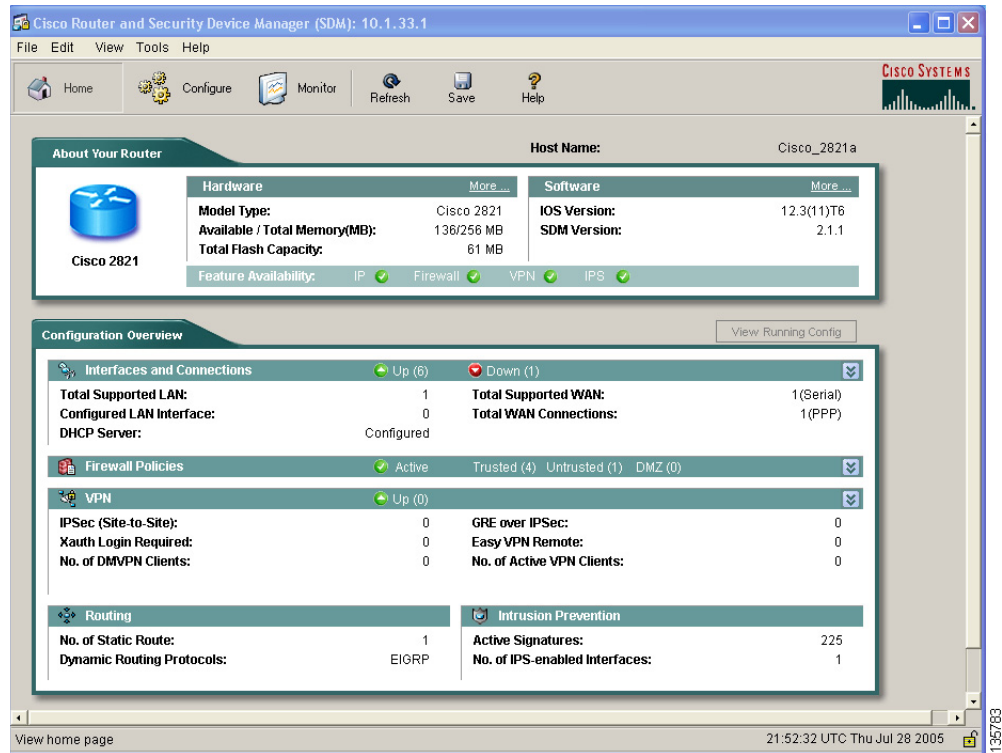 Cisco Router and Security Device Manager (SDM): 10.1.33.1
File Edit View Tools Help
Home Configure Monitor Refresh Save Help
CISCO SYSTEMS
About Your Router Host Name: Cisco_2821a
Hardware More ... Software More ...
Model Type: Cisco 2821 IOS Version: 12.3(11)T6
Available / Total Memory(MB): 136/256 MB SDM Version: 2.1.1
Total Flash Capacity: 61 MB
Cisco 2821
Feature Availability: IP Firewall VPN IPS
Configuration Overview View Running Config
Interfaces and Connections Up (6) Down (1)
Total Supported LAN: 1 Total Supported WAN: 1(Serial)
Configured LAN Interface: 0 Total WAN Connections: 1(PPP)
DHCP Server: Configured
Firewall Policies Active Trusted (4) Untrusted (1) DMZ (0)
VPN Up (0)
IPSec (Site-to-Site): 0 GRE over IPSec: 0
Xauth Login Required: 0 Easy VPN Remote: 0
No. of DMVPN Clients: 0 No. of Active VPN Clients: 0
Routing Intrusion Prevention
No. of Static Route: 1 Active Signatures: 225
Dynamic Routing Protocols: EIGRP No. of IPS-enabled Interfaces: 1
View home page 21:52:32 UTC Thu Jul 28 2005
135783